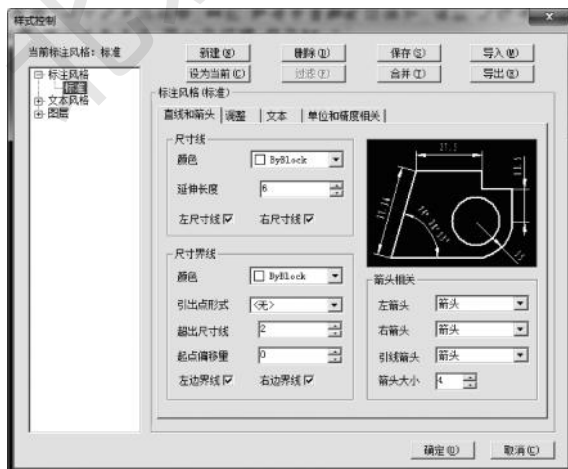 样式控制
当前标注风格: 标准
新建(N) 删除(D) 保存(S) 导入(M)
设为当前(C) 过滤(F) 合并(T) 导出(X)
标注风格
标准
文本风格
图层
标注风格(标准)
直线和箭头 调整 文本 单位和精度相关
尺寸线
颜色 ByBlock
延伸长度 6
左尺寸线 右尺寸线
尺寸界线
颜色 ByBlock
引出点形式 <无>
超出尺寸线 2
起点偏移量 0
左边界线 右边界线
箭头相关
左箭头 箭头
右箭头 箭头
引线箭头 箭头
箭头大小 4
确定(O) 取消(C)